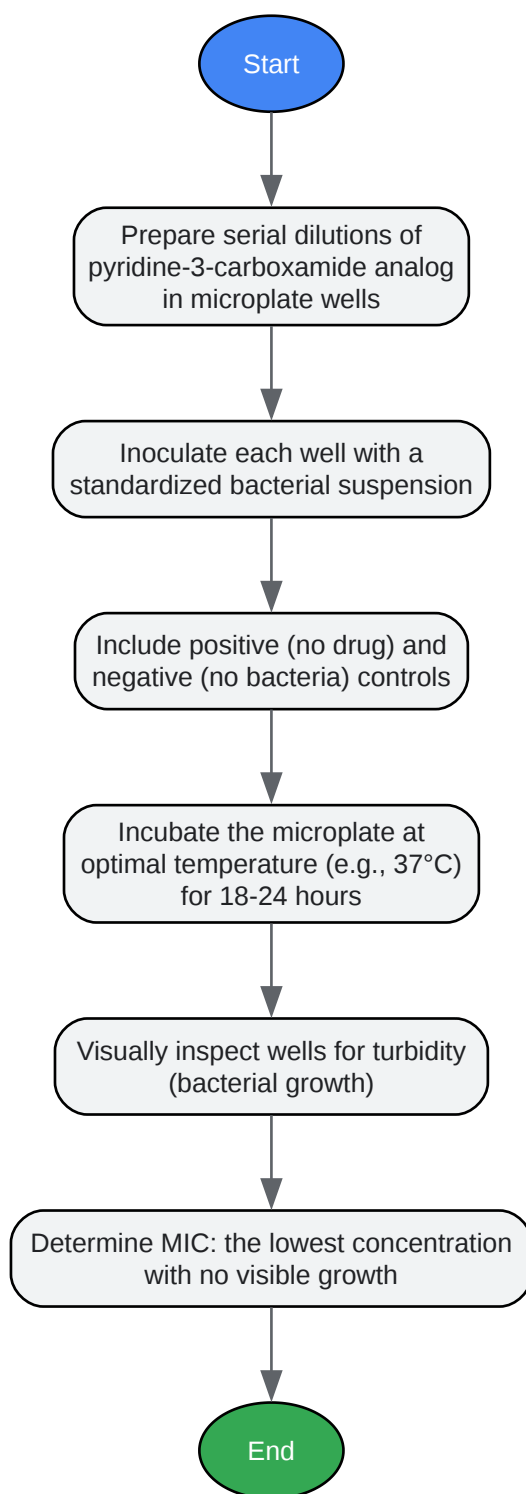 Start
Prepare serial dilutions of
pyridine-3-carboxamide analog
in microplate wells
Inoculate each well with a
standardized bacterial suspension
Include positive (no drug) and
negative (no bacteria) controls
Incubate the microplate at
optimal temperature (e.g., 37°C)
for 18-24 hours
Visually inspect wells for turbidity
(bacterial growth)
Determine MIC: the lowest concentration
with no visible growth
End